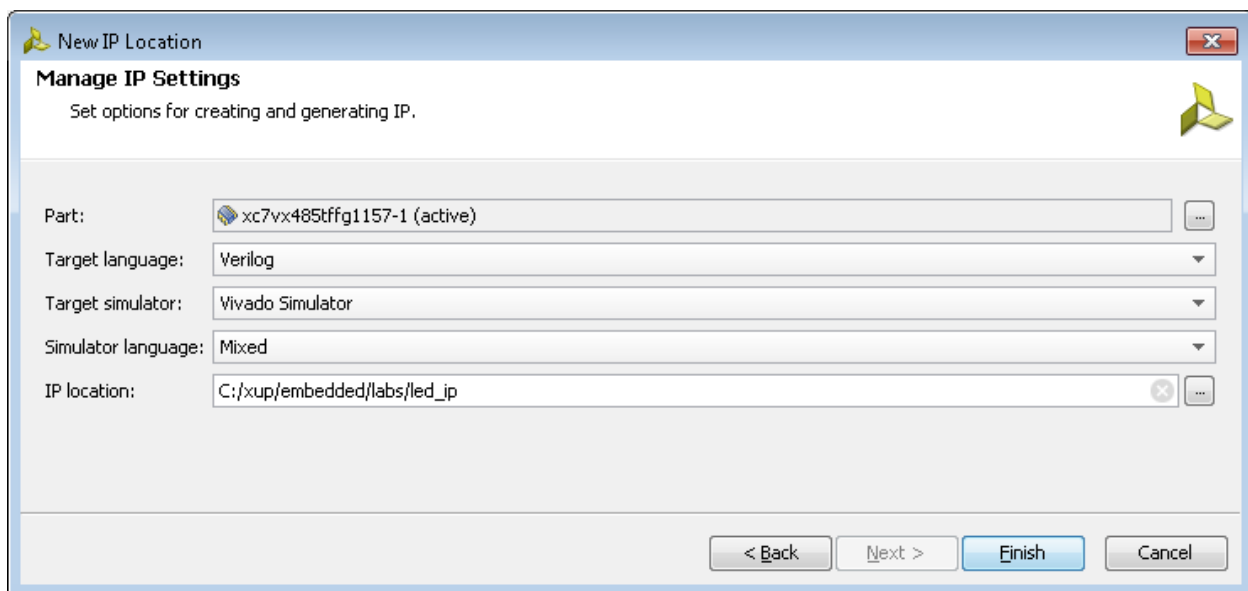 New IP Location
Manage IP Settings
Set options for creating and generating IP.
Part: xc7vx485tffg1157-1 (active) ...
Target language: Verilog
Target simulator: Vivado Simulator
Simulator language: Mixed
IP location: C:/xup/embedded/labs/led_ip ...
< Back Next > Finish Cancel